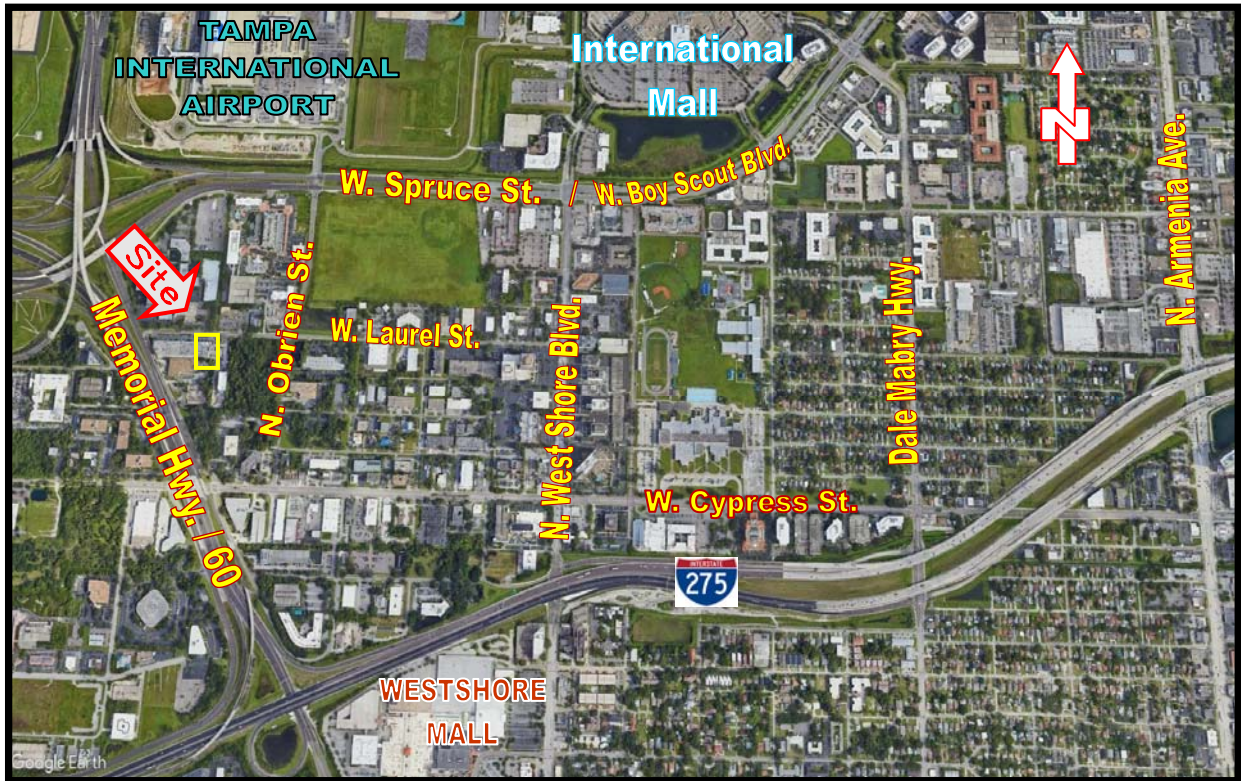 TAMPA
INTERNATIONAL
AIRPORT
International
Mall
N
N. Armenia Ave.
W. Spruce St. / W. Boy Scout Blvd.
Site
N. Obrien St.
Memorial Hwy. / 60
W. Laurel St.
N. West Shore Blvd.
Dale Mabry Hwy.
W. Cypress St.
INTERSTATE
275
WESTSHORE
MALL
Google Earth